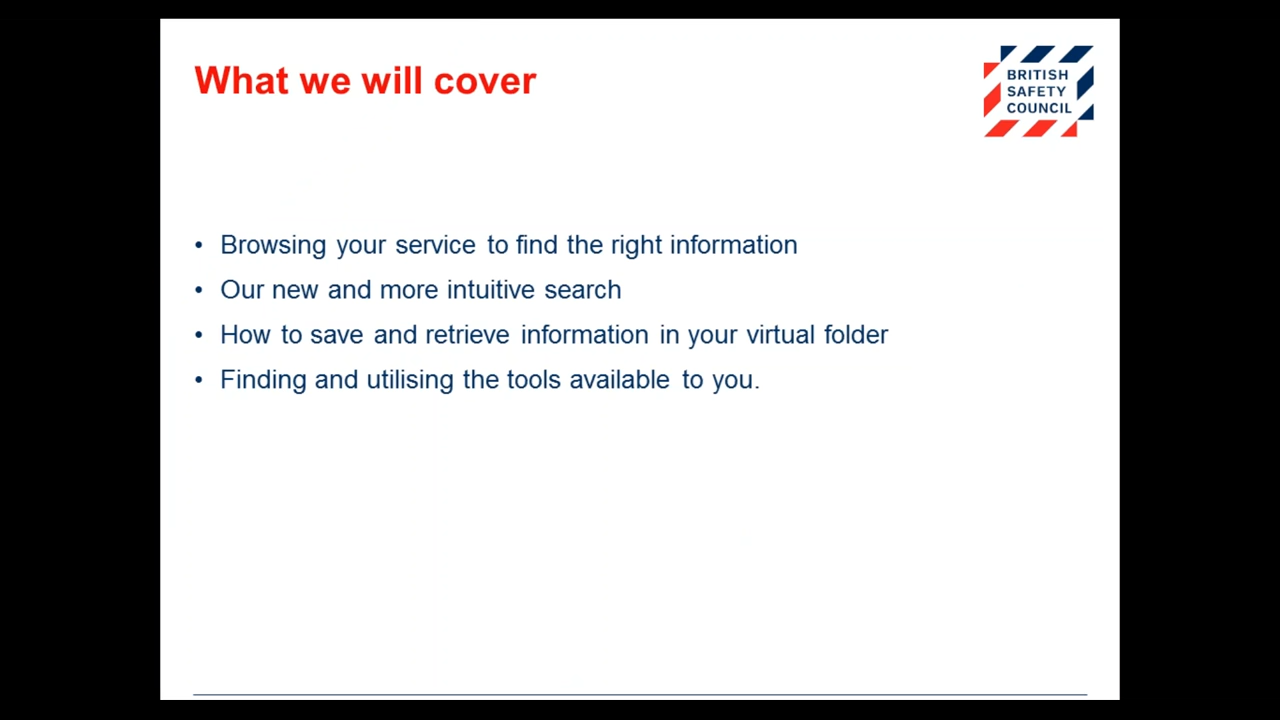 What we will cover
BRITISH
SAFETY
COUNCIL
• Browsing your service to find the right information
• Our new and more intuitive search
• How to save and retrieve information in your virtual folder
• Finding and utilising the tools available to you.